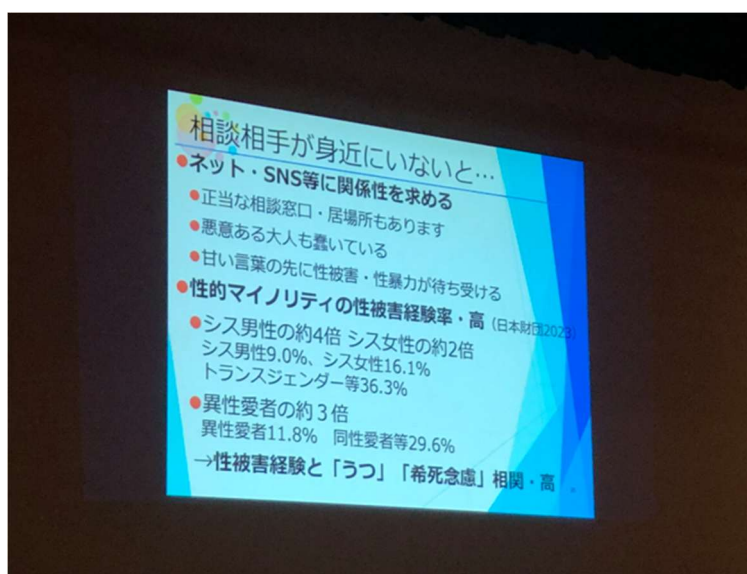 相談相手が身近にいないと…
●ネット・SNS等に関係性を求める
●正当な相談窓口・居場所もあります
●悪意ある大人も蠢いている
●甘い言葉の先に性被害・性暴力が待ち受ける
●性的マイノリティの性被害経験率・高（日本財団2023）
●シス男性の約4倍 シス女性の約2倍
シス男性9.0%、シス女性16.1%
トランスジェンダー等36.3%
●異性愛者の約３倍
異性愛者11.8%　同性愛者等29.6%
→性被害経験と「うつ」「希死念慮」相関・高